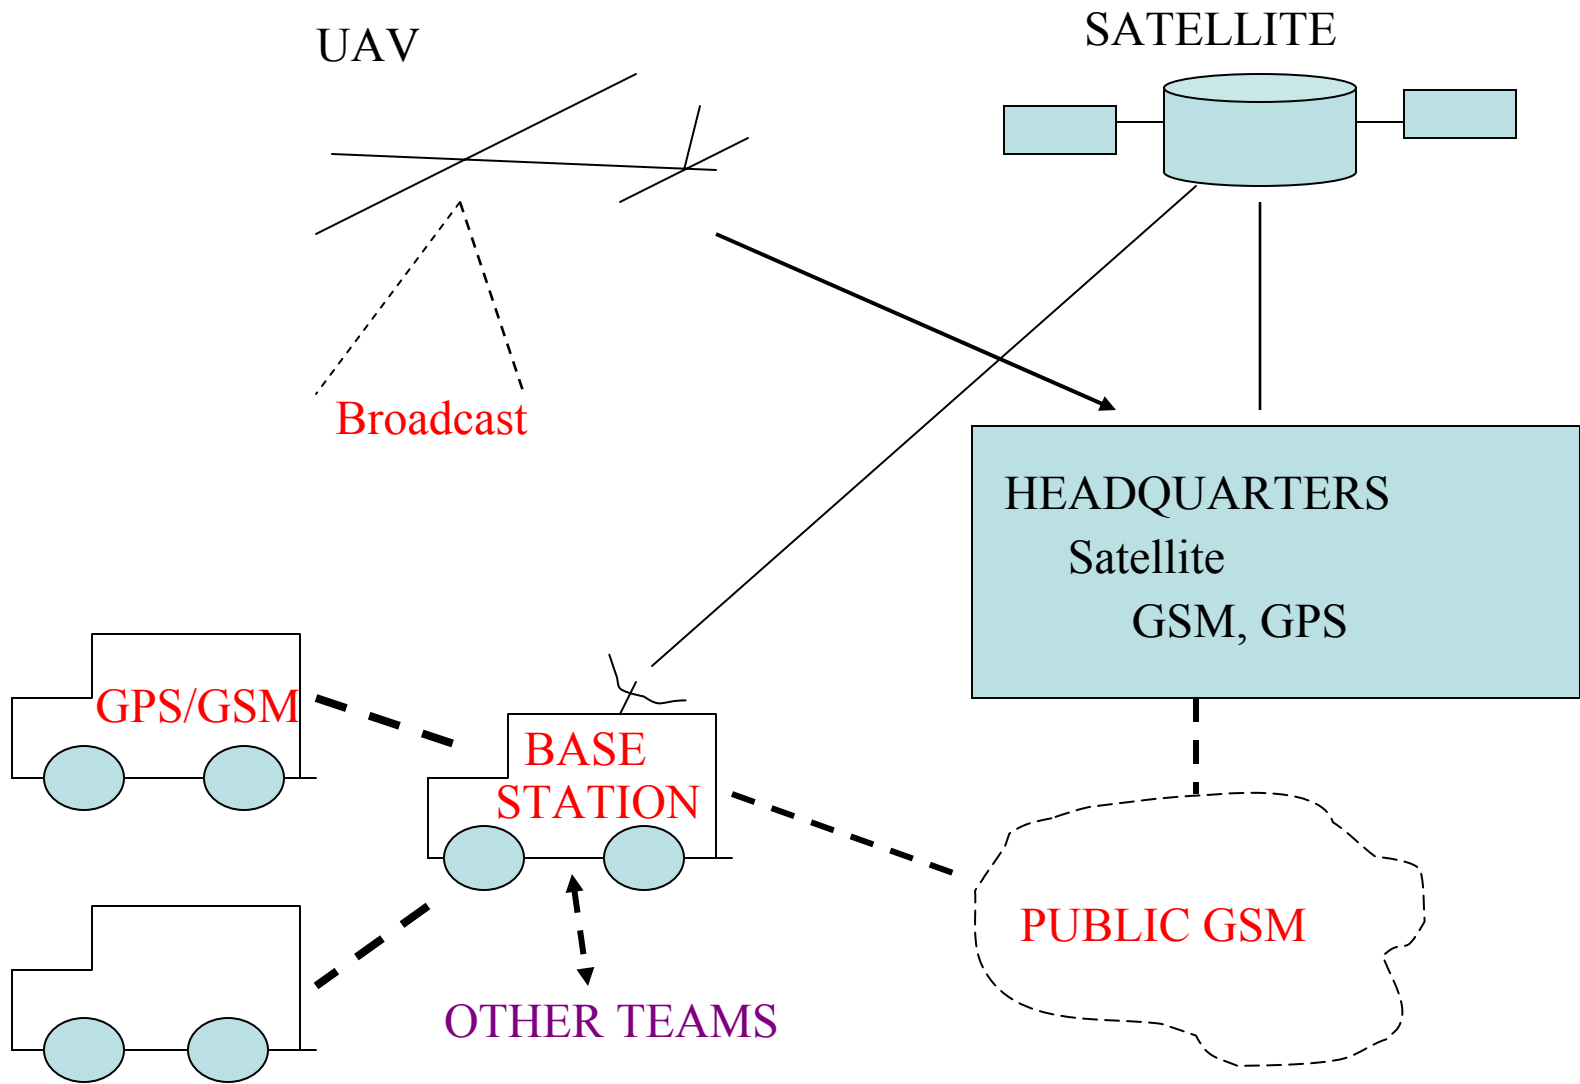 UAV
SATELLITE
Broadcast
HEADQUARTERS
Satellite
GSM, GPS
GPS/GSM
BASE
STATION
PUBLIC GSM
OTHER TEAMS